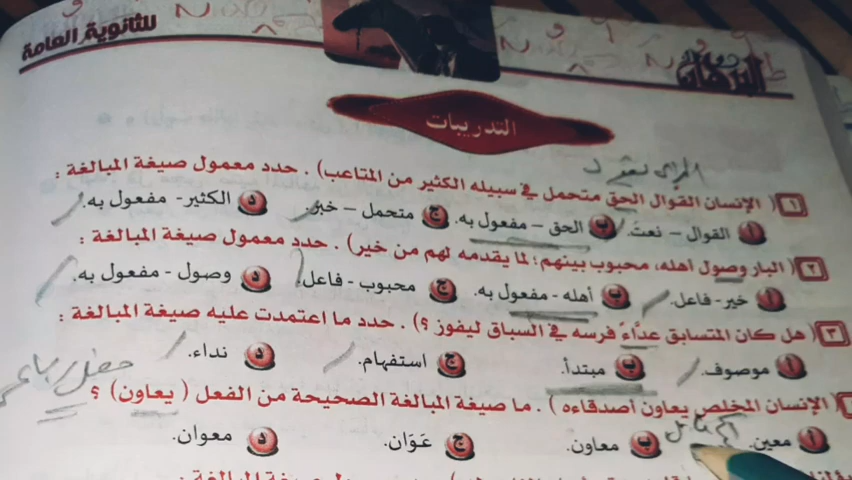 للثانوية العامة
البرهان
التدريبات
١ ( الإنسان القوال الحق متحمل في سبيله الكثير من المتاعب) . حدد معمول صيغة المبالغة :
أ القوال – نعت. ب الحق – مفعول به. ج متحمل – خبر. د الكثير- مفعول به.
٢ ( البار وصول أهله، محبوب بينهم؛ لما يقدمه لهم من خير) . حدد معمول صيغة المبالغة :
أ خير- فاعل. ب أهله - مفعول به. ج محبوب - فاعل. د وصول - مفعول به.
٣ ( هل كان المتسابق عدَّاءً فرسه في السباق ليفوز ؟) . حدد ما اعتمدت عليه صيغة المبالغة :
أ موصوف. ب مبتدأ. ج استفهام. د نداء.
( الإنسان المخلص يعاون أصدقاءه ) . ما صيغة المبالغة الصحيحة من الفعل ( يعاون) ؟
أ معين. ب معاون. ج عَوَان. د معوان.